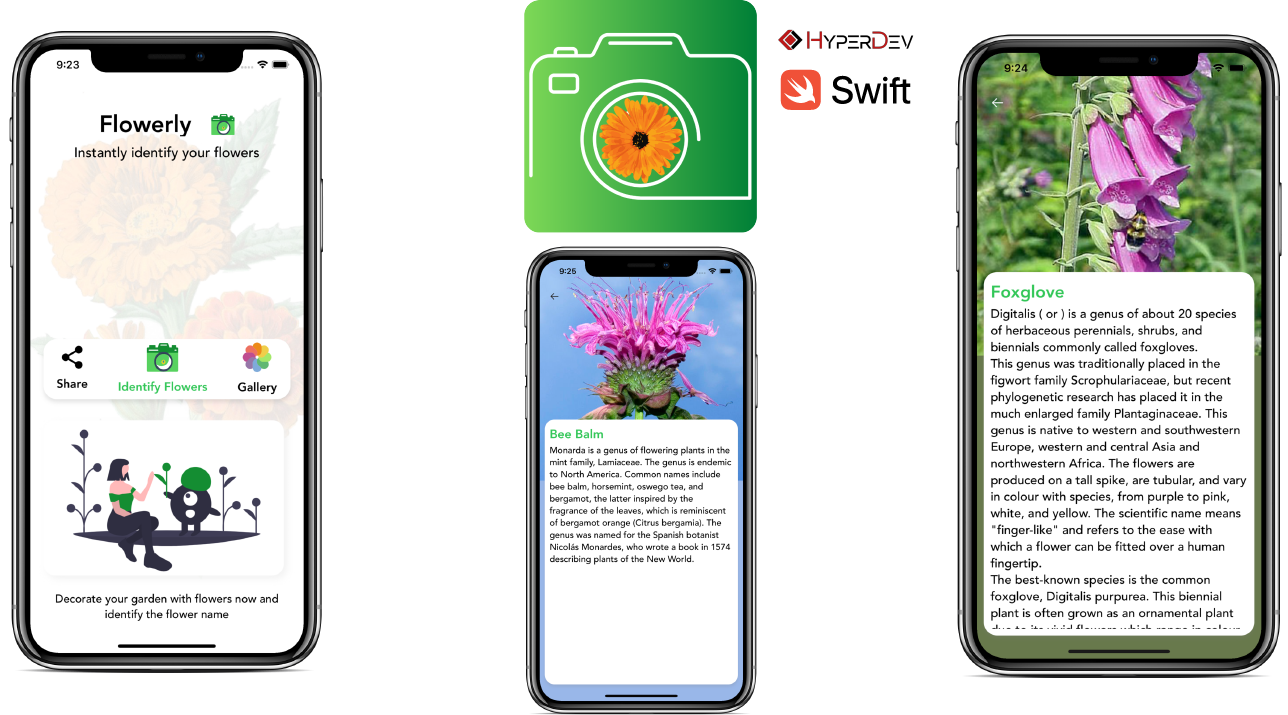 9:23
Flowerly
Instantly identify your flowers
Share
Identify Flowers
Gallery
Decorate your garden with flowers now and
identify the flower name
HYPERDEV
Swift
9:25
Bee Balm
Monarda is a genus of flowering plants in the
mint family, Lamiaceae. The genus is endemic
to North America. Common names include
bee balm, horsemint, oswego tea, and
bergamot, the latter inspired by the
fragrance of the leaves, which is reminiscent
of bergamot orange (Citrus bergamia). The
genus was named for the Spanish botanist
Nicolás Monardes, who wrote a book in 1574
describing plants of the New World.
9:24
Foxglove
Digitalis ( or ) is a genus of about 20 species
of herbaceous perennials, shrubs, and
biennials commonly called foxgloves.
This genus was traditionally placed in the
figwort family Scrophulariaceae, but recent
phylogenetic research has placed it in the
much enlarged family Plantaginaceae. This
genus is native to western and southwestern
Europe, western and central Asia and
northwestern Africa. The flowers are
produced on a tall spike, are tubular, and vary
in colour with species, from purple to pink,
white, and yellow. The scientific name means
"finger-like" and refers to the ease with
which a flower can be fitted over a human
fingertip.
The best-known species is the common
foxglove, Digitalis purpurea. This biennial
plant is often grown as an ornamental plant
due to its vivid flowers which range in colour